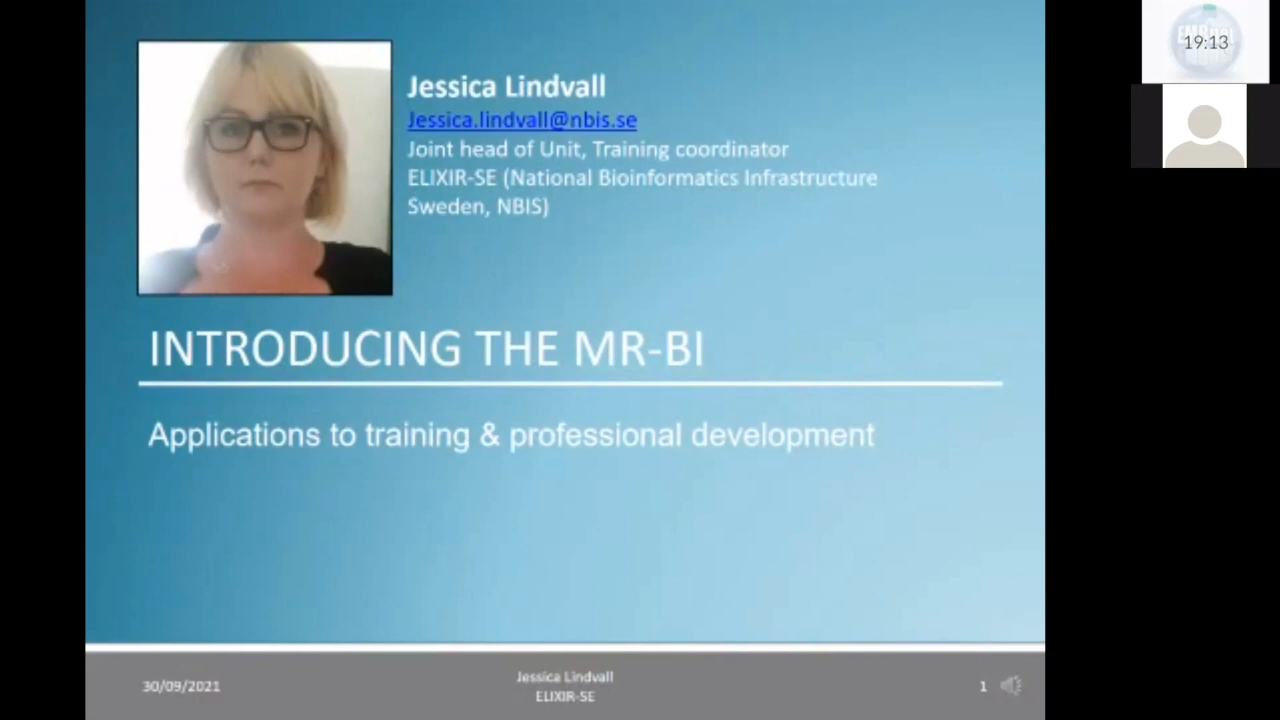 Jessica Lindvall
Jessica.lindvall@nbis.se
Joint head of Unit, Training coordinator
ELIXIR-SE (National Bioinformatics Infrastructure
Sweden, NBIS)
INTRODUCING THE MR-BI
Applications to training & professional development
30/09/2021
Jessica Lindvall
ELIXIR-SE
1
19:13